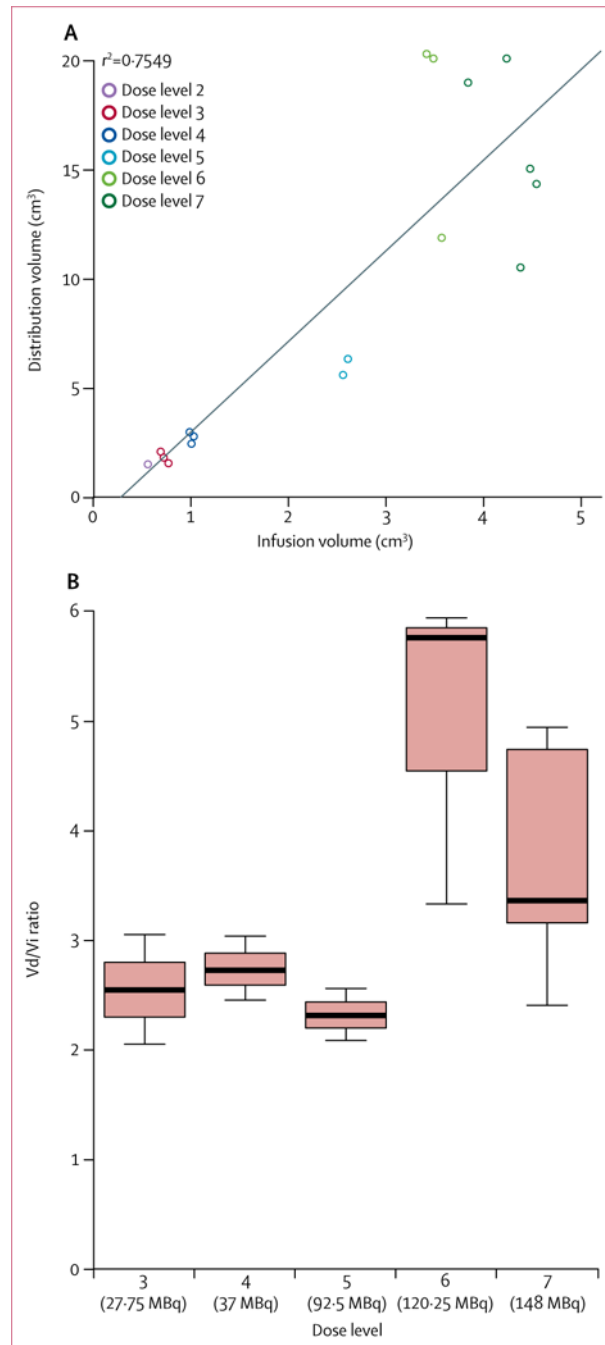 A
r²=0·7549
Dose level 2
Dose level 3
Dose level 4
Dose level 5
Dose level 6
Dose level 7
Distribution volume (cm³)
20
15
10
5
0
0 1 2 3 4 5
Infusion volume (cm³)
B
Vd/Vi ratio
6
5
4
3
2
1
0
3 4 5 6 7
(27·75 MBq) (37 MBq) (92·5 MBq) (120·25 MBq) (148 MBq)
Dose level